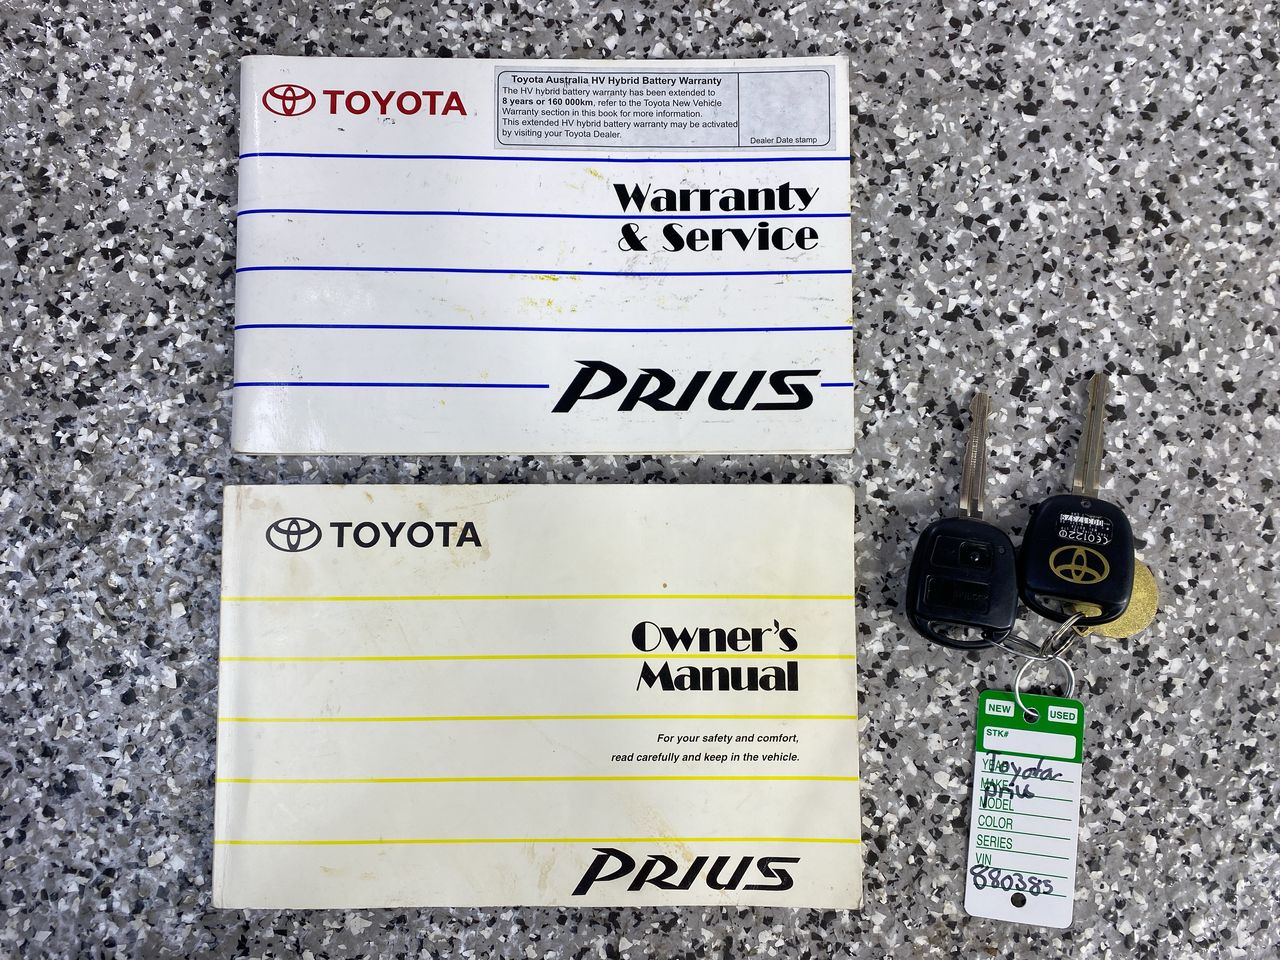 TOYOTA
Toyota Australia HV Hybrid Battery Warranty
The HV hybrid battery warranty has been extended to
8 years or 160 000km, refer to the Toyota New Vehicle
Warranty section in this book for more information.
This extended HV hybrid battery warranty may be activated
by visiting your Toyota Dealer.
Dealer Date stamp
Warranty
& Service
PRIUS
TOYOTA
Owner's
Manual
For your safety and comfort,
read carefully and keep in the vehicle.
PRIUS
CE0122
NEW
USED
STK#
YEAR
Toyota
MAKE
prius
MODEL
COLOR
SERIES
VIN
880385